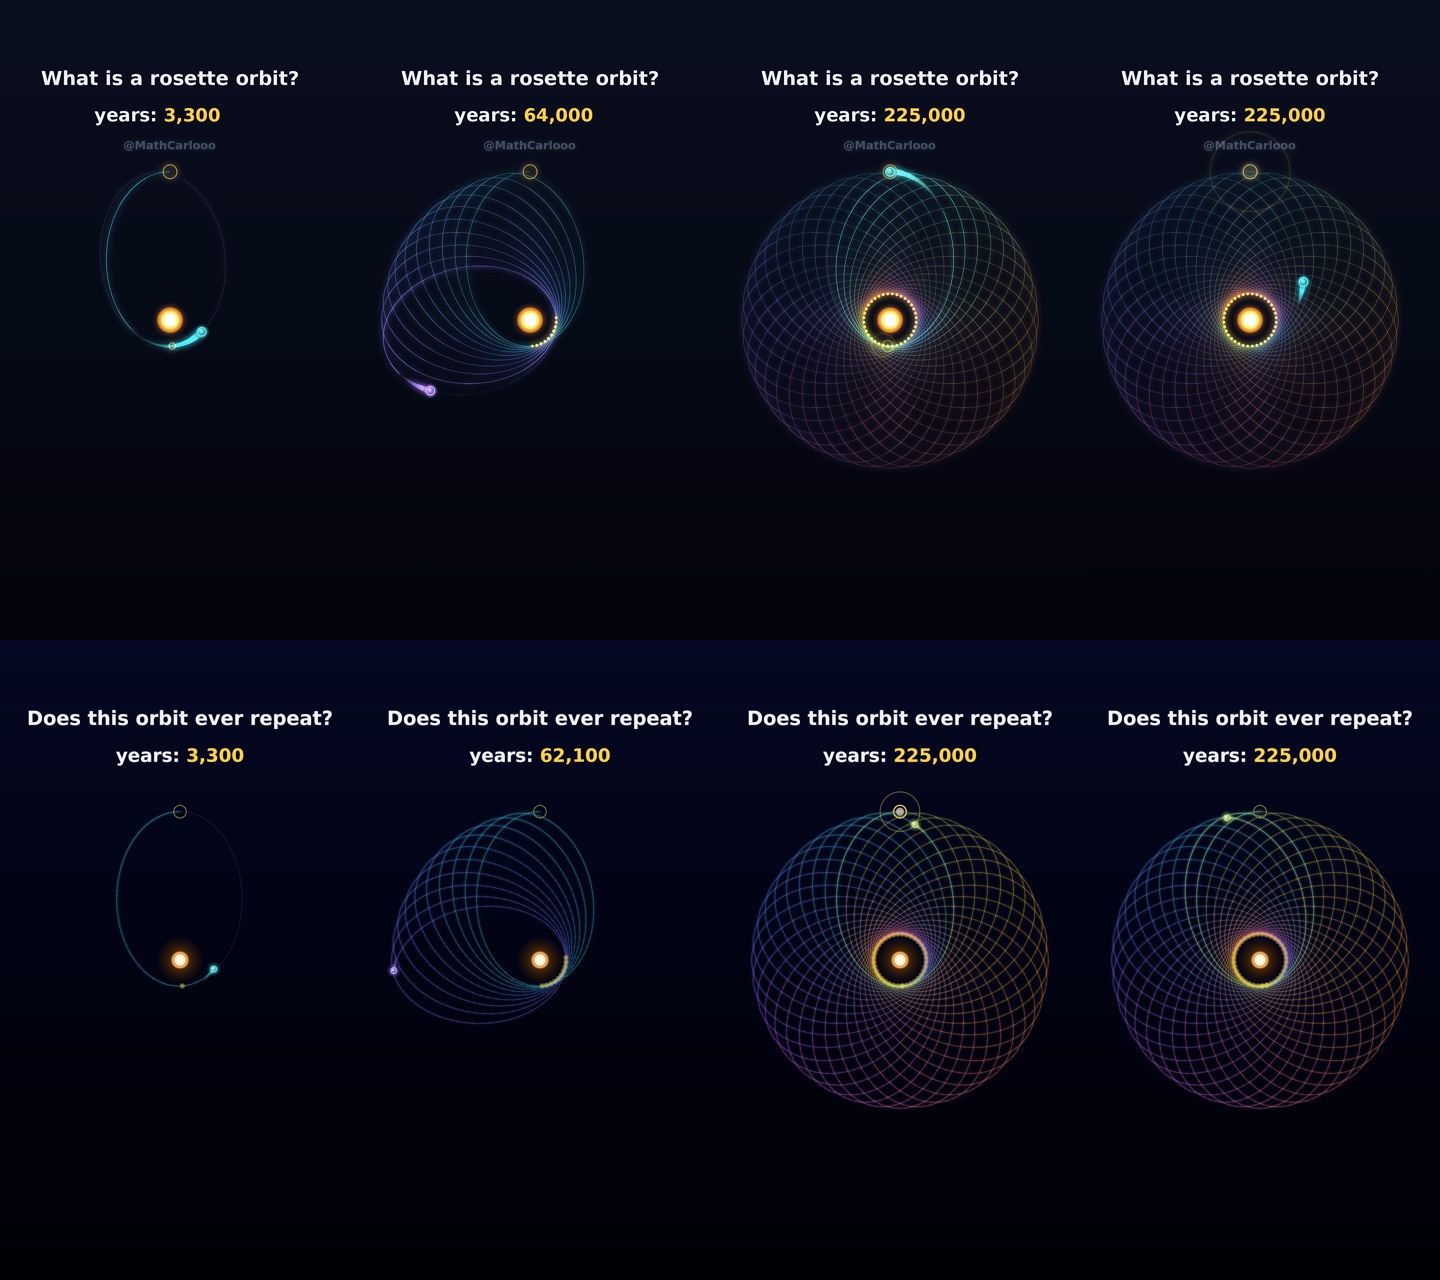 What is a rosette orbit?
years: 3,300
@MathCarlooo
What is a rosette orbit?
years: 64,000
@MathCarlooo
What is a rosette orbit?
years: 225,000
@MathCarlooo
What is a rosette orbit?
years: 225,000
@MathCarlooo
Does this orbit ever repeat?
years: 3,300
Does this orbit ever repeat?
years: 62,100
Does this orbit ever repeat?
years: 225,000
Does this orbit ever repeat?
years: 225,000